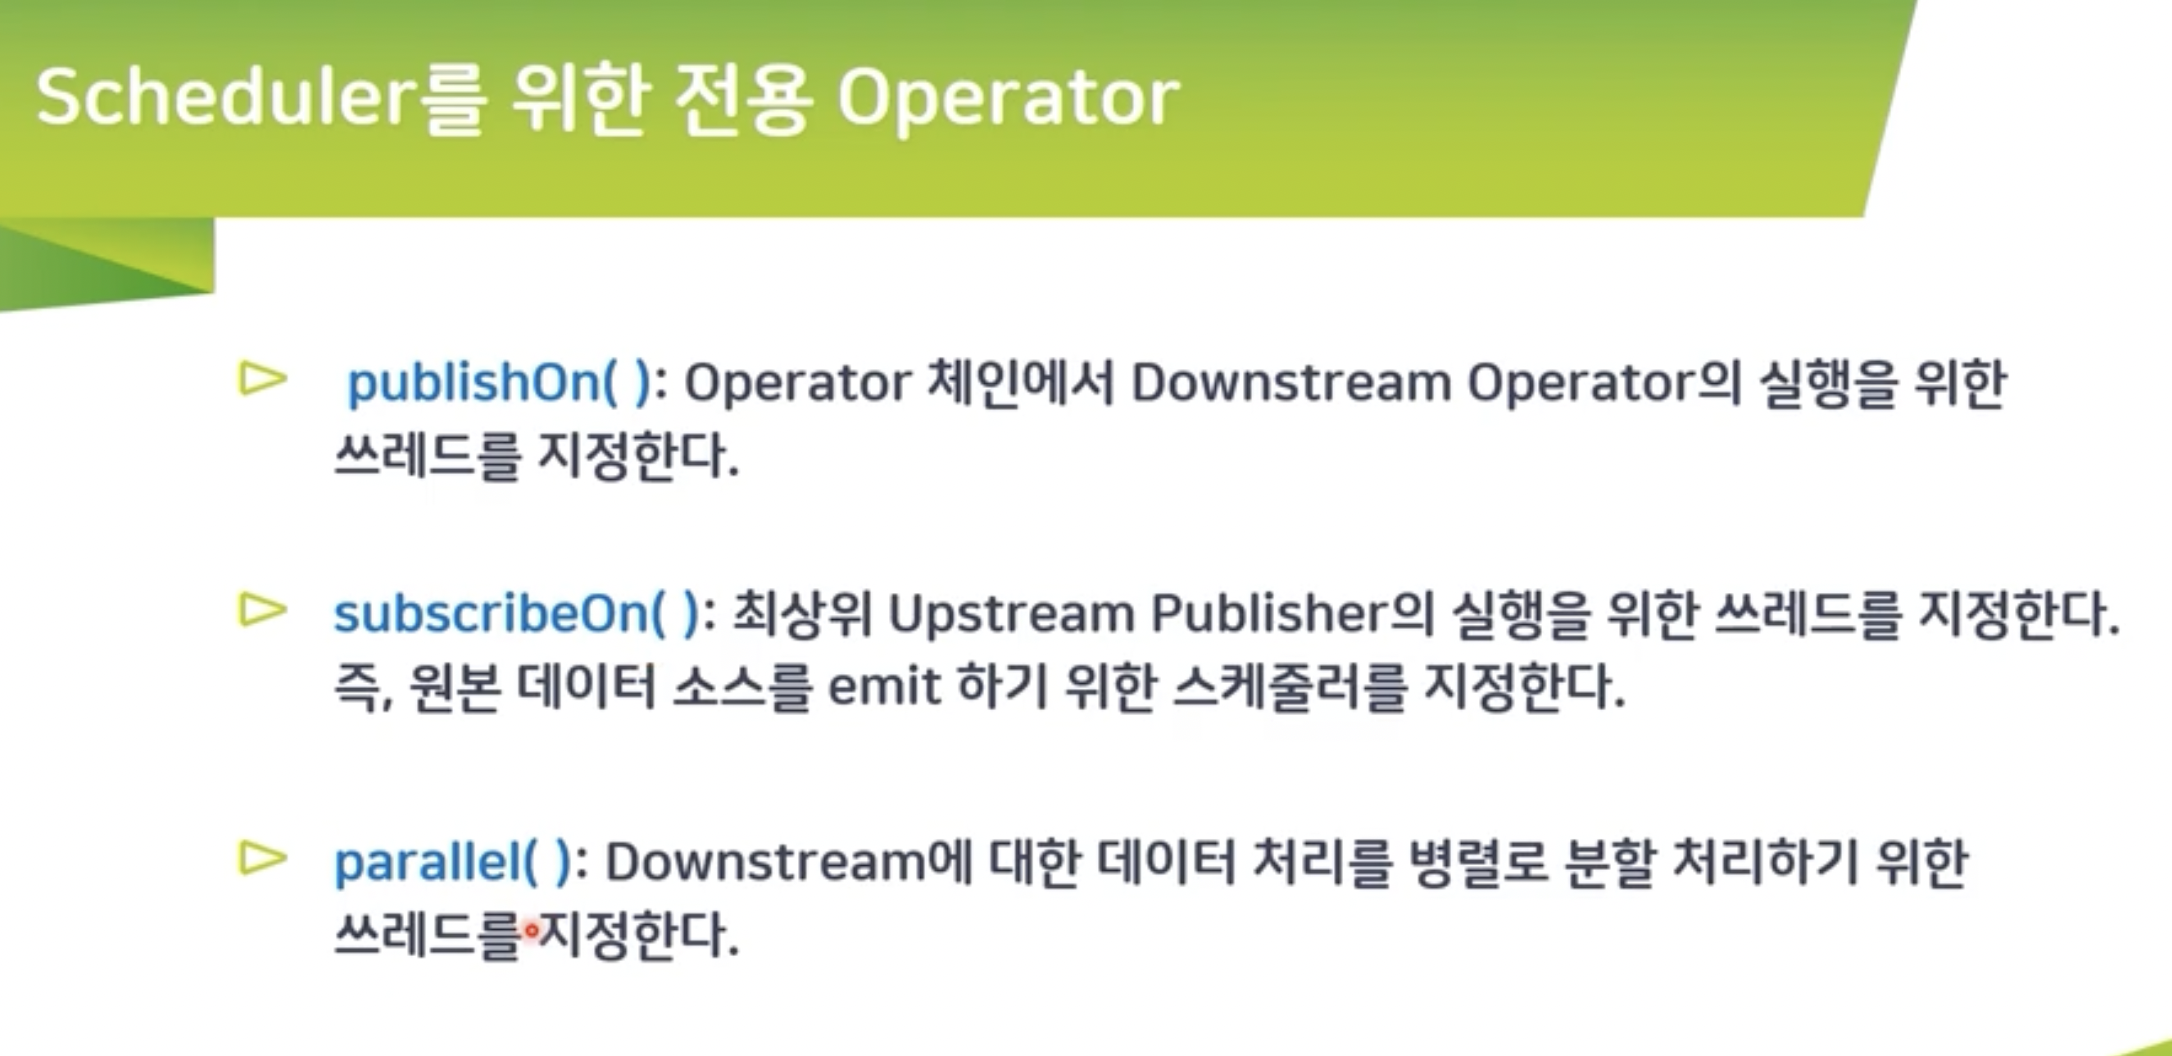 Scheduler를 위한 전용 Operator
publishOn( ): Operator 체인에서 Downstream Operator의 실행을 위한
쓰레드를 지정한다.
subscribeOn( ): 최상위 Upstream Publisher의 실행을 위한 쓰레드를 지정한다.
즉, 원본 데이터 소스를 emit 하기 위한 스케줄러를 지정한다.
parallel( ): Downstream에 대한 데이터 처리를 병렬로 분할 처리하기 위한
쓰레드를 지정한다.